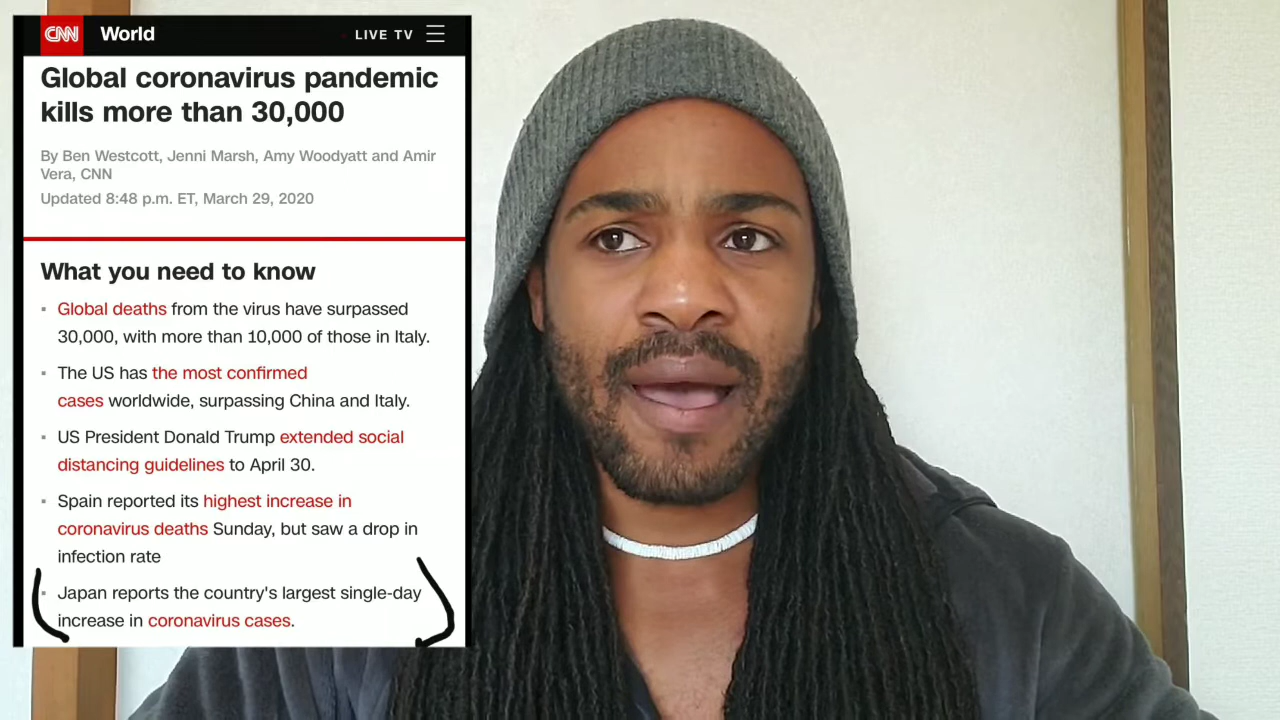 CNN World LIVE TV
Global coronavirus pandemic
kills more than 30,000
By Ben Westcott, Jenni Marsh, Amy Woodyatt and Amir
Vera, CNN
Updated 8:48 p.m. ET, March 29, 2020
What you need to know
Global deaths from the virus have surpassed
30,000, with more than 10,000 of those in Italy.
The US has the most confirmed
cases worldwide, surpassing China and Italy.
US President Donald Trump extended social
distancing guidelines to April 30.
Spain reported its highest increase in
coronavirus deaths Sunday, but saw a drop in
infection rate
Japan reports the country's largest single-day
increase in coronavirus cases.